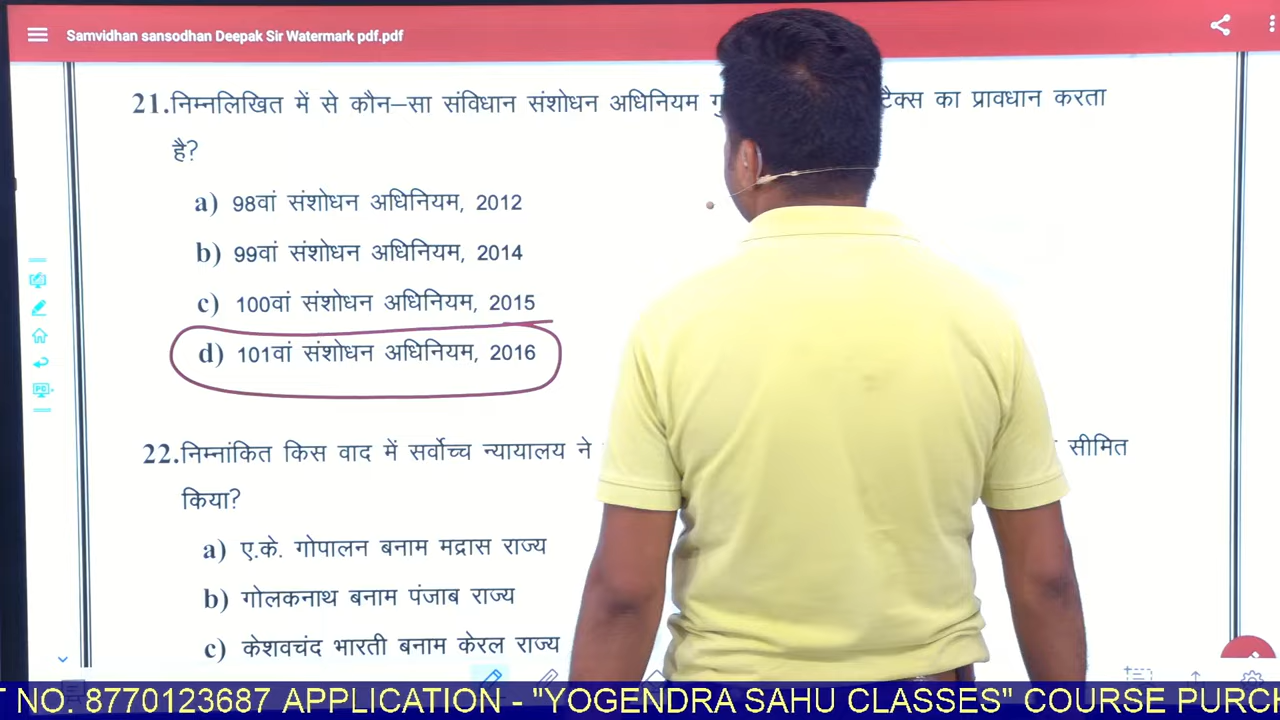 Samvidhan sansodhan Deepak Sir Watermark pdf.pdf
21.निम्नलिखित में से कौन–सा संविधान संशोधन अधिनियम टैक्स का प्रावधान करता
है?
a) 98वां संशोधन अधिनियम, 2012
b) 99वां संशोधन अधिनियम, 2014
c) 100वां संशोधन अधिनियम, 2015
d) 101वां संशोधन अधिनियम, 2016
22.निम्नांकित किस वाद में सर्वोच्च न्यायालय ने सीमित
किया?
a) ए.के. गोपालन बनाम मद्रास राज्य
b) गोलकनाथ बनाम पंजाब राज्य
c) केशवचंद भारती बनाम केरल राज्य
T NO. 8770123687 APPLICATION - "YOGENDRA SAHU CLASSES" COURSE PURCH